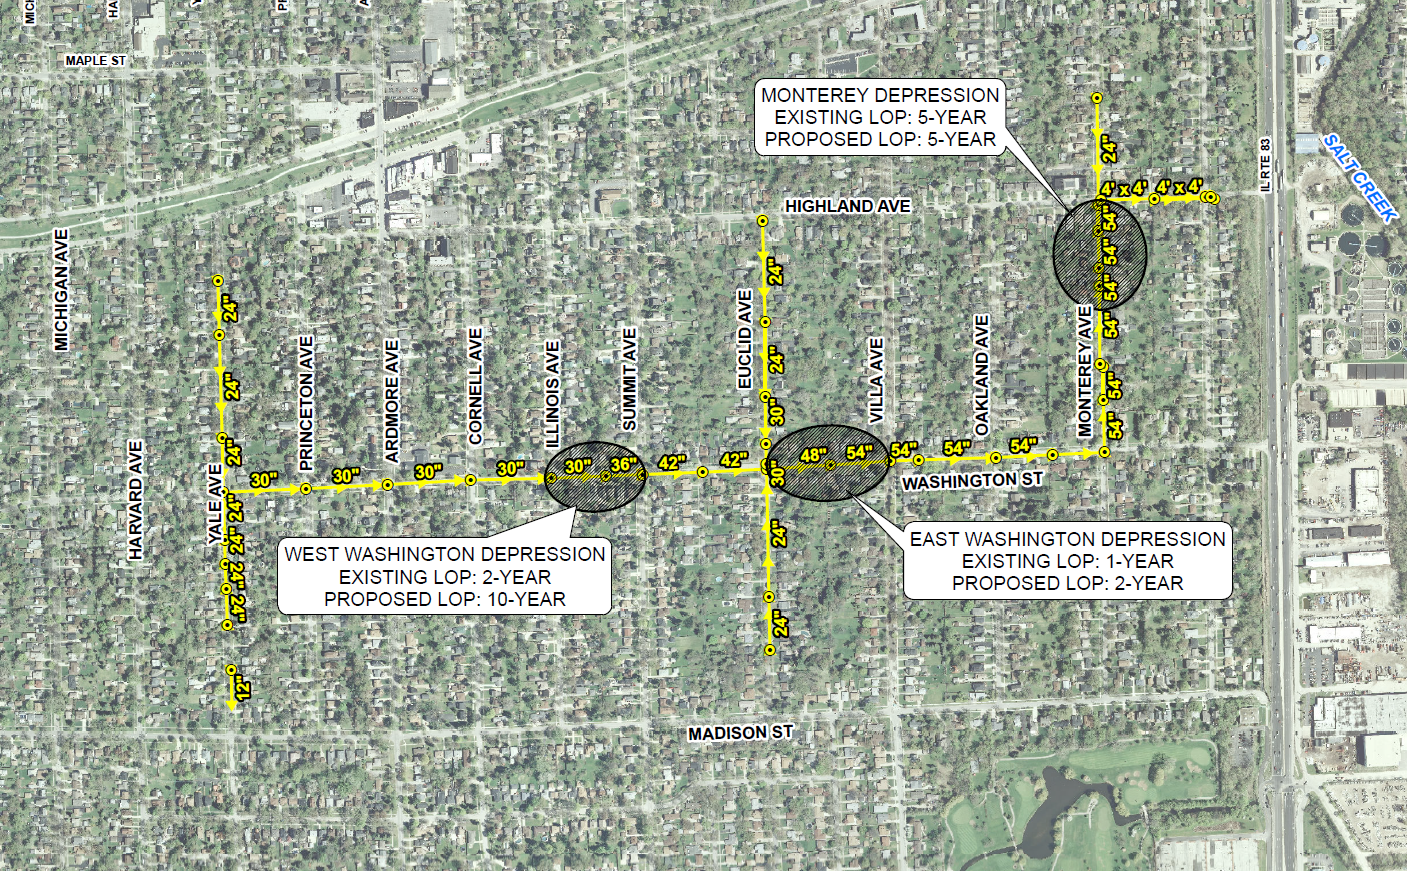 MAPLE ST
MONTEREY DEPRESSION
EXISTING LOP: 5-YEAR
PROPOSED LOP: 5-YEAR
IL RTE 83
SALT CREEK
24"
4' x 4'
4' x 4'
HIGHLAND AVE
54"
54"
54"
54"
54"
54"
MICHIGAN AVE
HARVARD AVE
YALE AVE
PRINCETON AVE
ARDMORE AVE
CORNELL AVE
ILLINOIS AVE
SUMMIT AVE
EUCLID AVE
VILLA AVE
OAKLAND AVE
MONTEREY AVE
24"
24"
24"
24"
24"
30"
30"
30"
30"
30"
30"
36"
42"
42"
30"
48"
54"
54"
54"
54"
WASHINGTON ST
24"
24"
24"
24"
24"
24"
12"
WEST WASHINGTON DEPRESSION
EXISTING LOP: 2-YEAR
PROPOSED LOP: 10-YEAR
EAST WASHINGTON DEPRESSION
EXISTING LOP: 1-YEAR
PROPOSED LOP: 2-YEAR
MADISON ST